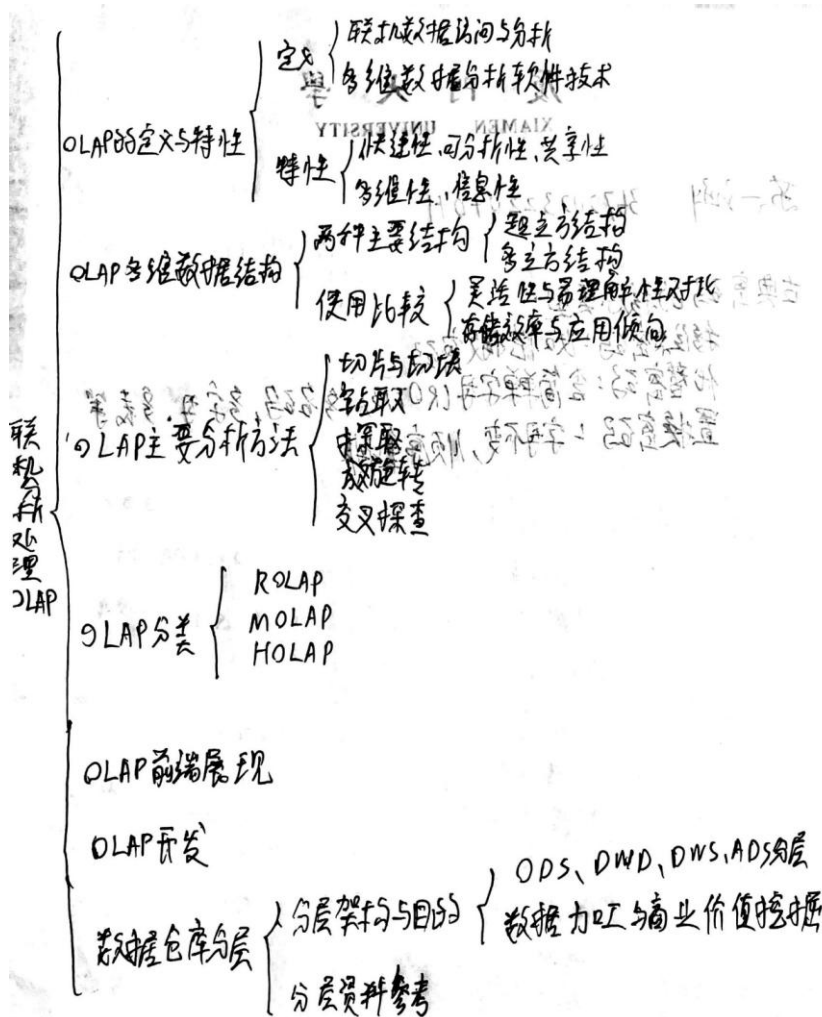 联机分析处理OLAP
OLAP的定义与特性
定义
联机数据访问与分析
多维数据分析软件技术
特性
快速性、可分析性、共享性
多维性、信息性
OLAP多维数据结构
两种主要结构
超立方结构
多立方结构
使用比较
灵活性与易理解性对比
存储效率与应用倾向
OLAP主要分析方法
切片与切块
钻取
旋转
交叉探查
OLAP分类
ROLAP
MOLAP
HOLAP
OLAP前端展现
OLAP开发
数据仓库分层
分层架构与目的
ODS、DWD、DWS、ADS分层
数据加工与商业价值挖掘
分层资料参考
XIAMEN UNIVERSITY